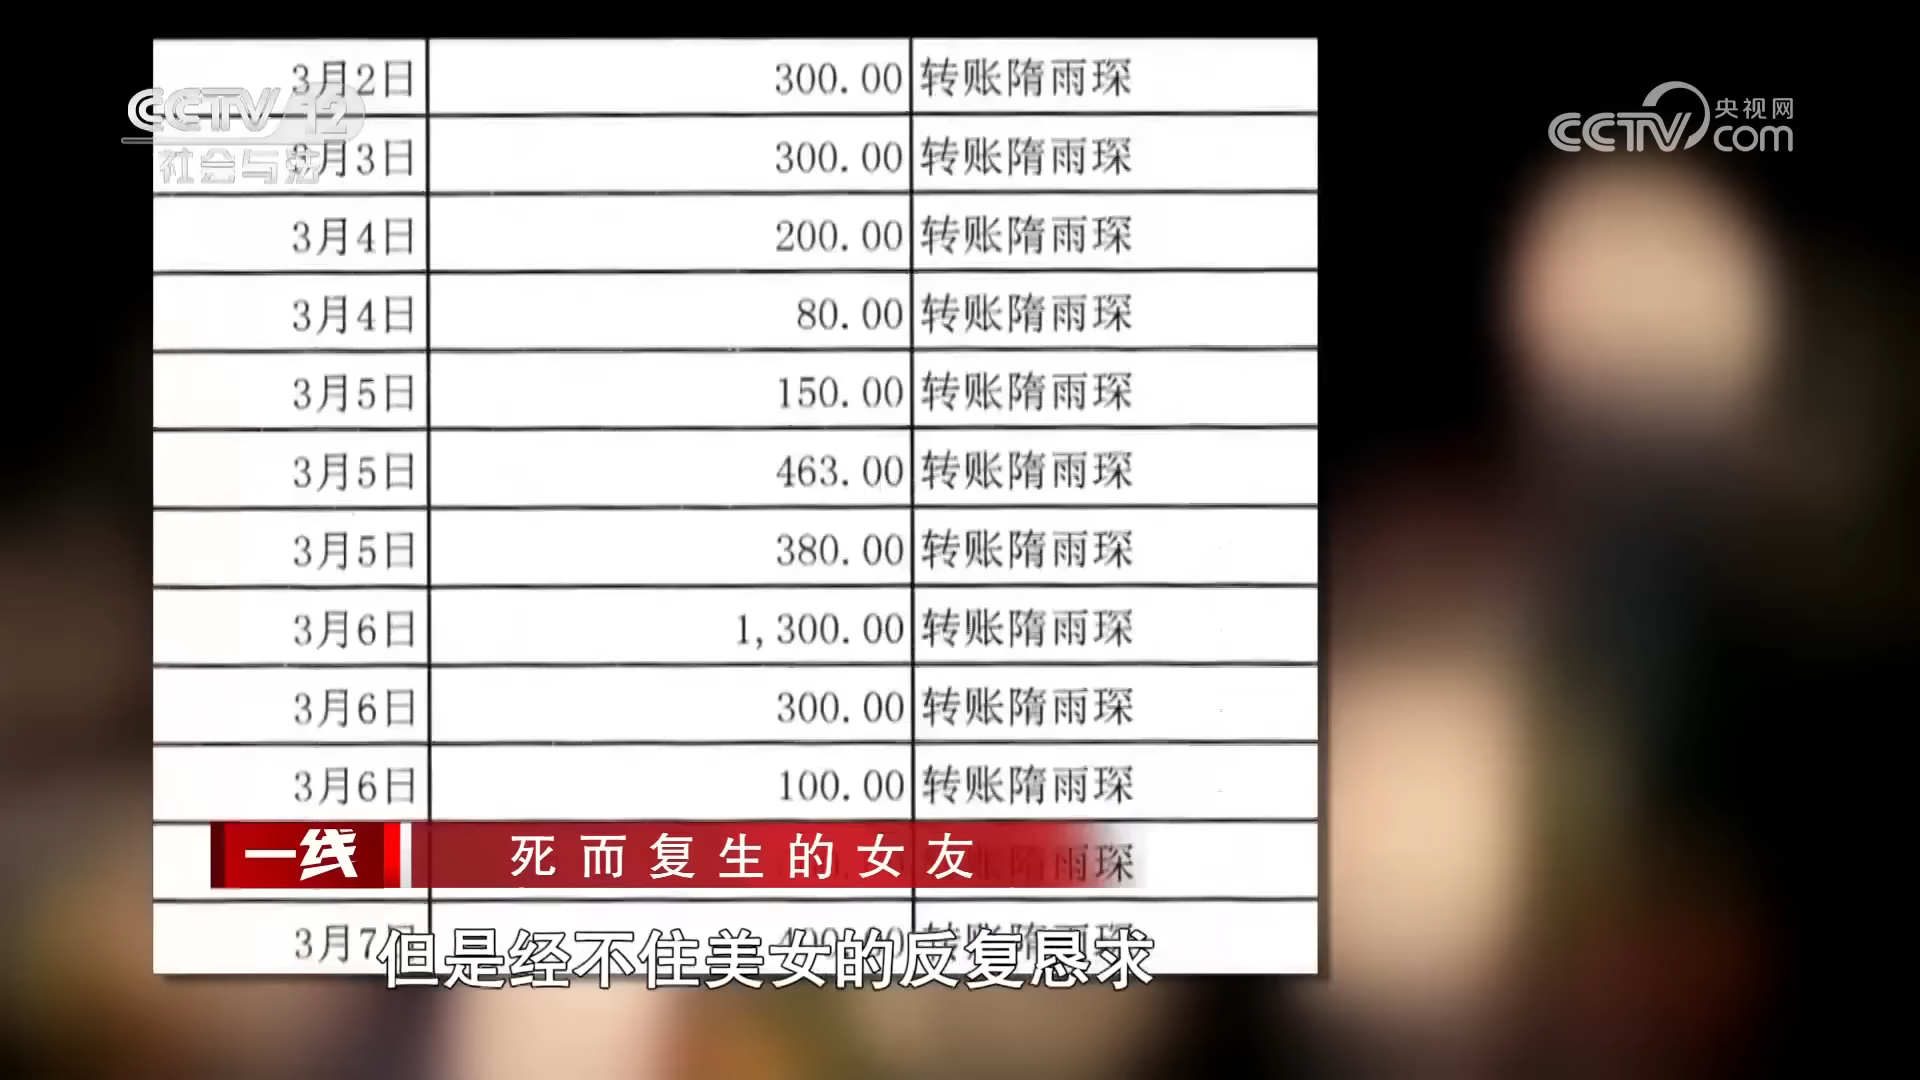 CCTV 12
社会与法
CCTV com 央视网
3月2日 300.00 转账隋雨琛
3月3日 300.00 转账隋雨琛
3月4日 200.00 转账隋雨琛
3月4日 80.00 转账隋雨琛
3月5日 150.00 转账隋雨琛
3月5日 463.00 转账隋雨琛
3月5日 380.00 转账隋雨琛
3月6日 1,300.00 转账隋雨琛
3月6日 300.00 转账隋雨琛
3月6日 100.00 转账隋雨琛
雨琛
一线 死而复生的女友
3月7
但是经不住美女的反复恳求